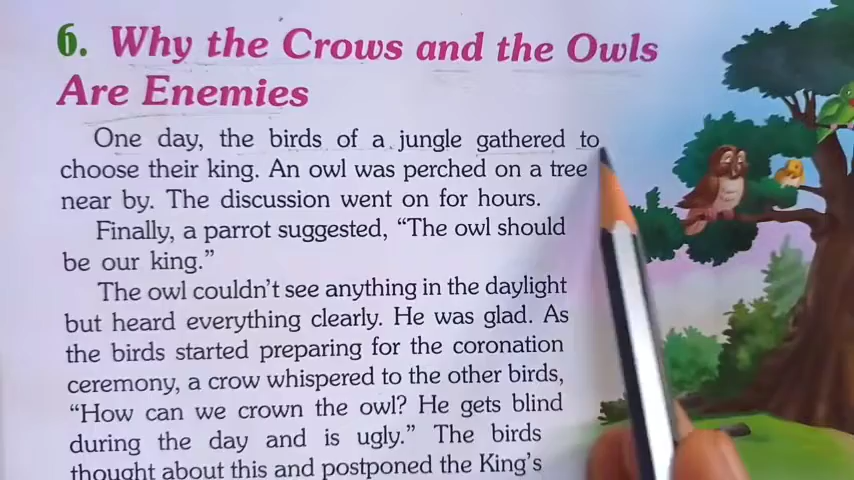 6. Why the Crows and the Owls
Are Enemies
One day, the birds of a jungle gathered to
choose their king. An owl was perched on a tree
near by. The discussion went on for hours.
Finally, a parrot suggested, “The owl should
be our king.”
The owl couldn’t see anything in the daylight
but heard everything clearly. He was glad. As
the birds started preparing for the coronation
ceremony, a crow whispered to the other birds,
“How can we crown the owl? He gets blind
during the day and is ugly.” The birds
thought about this and postponed the King’s